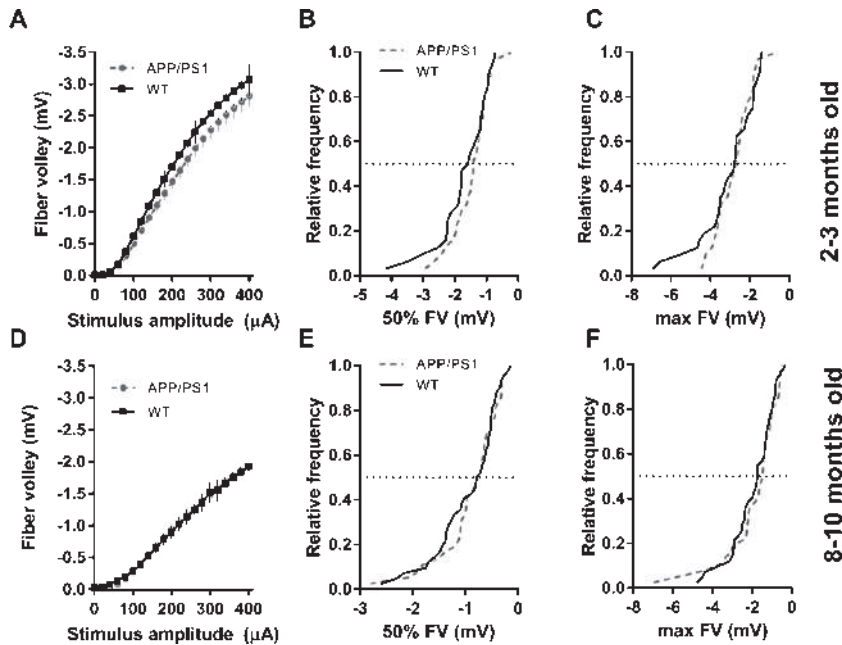 A
Fiber volley (mV)
-3.5
-3.0
-2.5
-2.0
-1.5
-1.0
-0.5
0.0
APP/PS1
WT
0 100 200 300 400
Stimulus amplitude (μA)
B
Relative frequency
1.0
0.8
0.6
0.4
0.2
0.0
APP/PS1
WT
-5 -4 -3 -2 -1 0
50% FV (mV)
C
Relative frequency
1.0
0.8
0.6
0.4
0.2
0.0
-8 -6 -4 -2 0
max FV (mV)
2-3 months old
D
Fiber volley (mV)
-3.5
-3.0
-2.5
-2.0
-1.5
-1.0
-0.5
0.0
APP/PS1
WT
0 100 200 300 400
Stimulus amplitude (μA)
E
Relative frequency
1.0
0.8
0.6
0.4
0.2
0.0
APP/PS1
WT
-3 -2 -1 0
50% FV (mV)
F
Relative frequency
1.0
0.8
0.6
0.4
0.2
0.0
-8 -6 -4 -2 0
max FV (mV)
8-10 months old